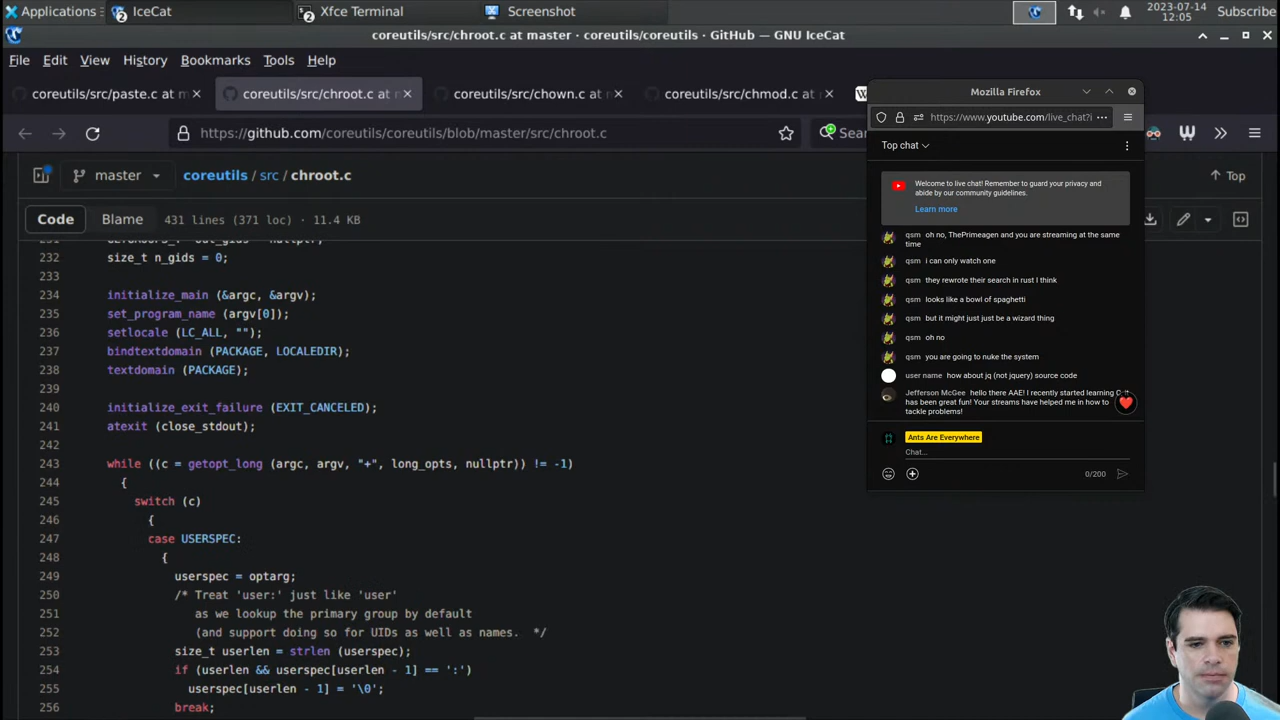 Applications
2 IceCat
2 Xfce Terminal
Screenshot
2023-07-14
12:05
Subscribe
coreutils/src/chroot.c at master · coreutils/coreutils · GitHub — GNU IceCat
File Edit View History Bookmarks Tools Help
coreutils/src/paste.c at m ×
coreutils/src/chroot.c at m ×
coreutils/src/chown.c at m ×
coreutils/src/chmod.c at m ×
W
https://github.com/coreutils/coreutils/blob/master/src/chroot.c
Sear
master
coreutils / src / chroot.c
Top
Code Blame 431 lines (371 loc) · 11.4 KB
232 size_t n_gids = 0;
233
234 initialize_main (&argc, &argv);
235 set_program_name (argv[0]);
236 setlocale (LC_ALL, "");
237 bindtextdomain (PACKAGE, LOCALEDIR);
238 textdomain (PACKAGE);
239
240 initialize_exit_failure (EXIT_CANCELED);
241 atexit (close_stdout);
242
243 while ((c = getopt_long (argc, argv, "+", long_opts, nullptr)) != -1)
244 {
245 switch (c)
246 {
247 case USERSPEC:
248 {
249 userspec = optarg;
250 /* Treat 'user:' just like 'user'
251 as we lookup the primary group by default
252 (and support doing so for UIDs as well as names. */
253 size_t userlen = strlen (userspec);
254 if (userlen && userspec[userlen - 1] == ':')
255 userspec[userlen - 1] = '\0';
256 break;
Mozilla Firefox
https://www.youtube.com/live_chat?i
Top chat
Welcome to live chat! Remember to guard your privacy and
abide by our community guidelines.
Learn more
qsm oh no, ThePrimeagen and you are streaming at the same
time
qsm i can only watch one
qsm they rewrote their search in rust I think
qsm looks like a bowl of spaghetti
qsm but it might just just be a wizard thing
qsm oh no
qsm you are going to nuke the system
user name how about jq (not jquery) source code
Jefferson McGee hello there AAE! I recently started learning C, it
has been great fun! Your streams have helped me in how to
tackle problems!
Ants Are Everywhere
Chat...
0/200